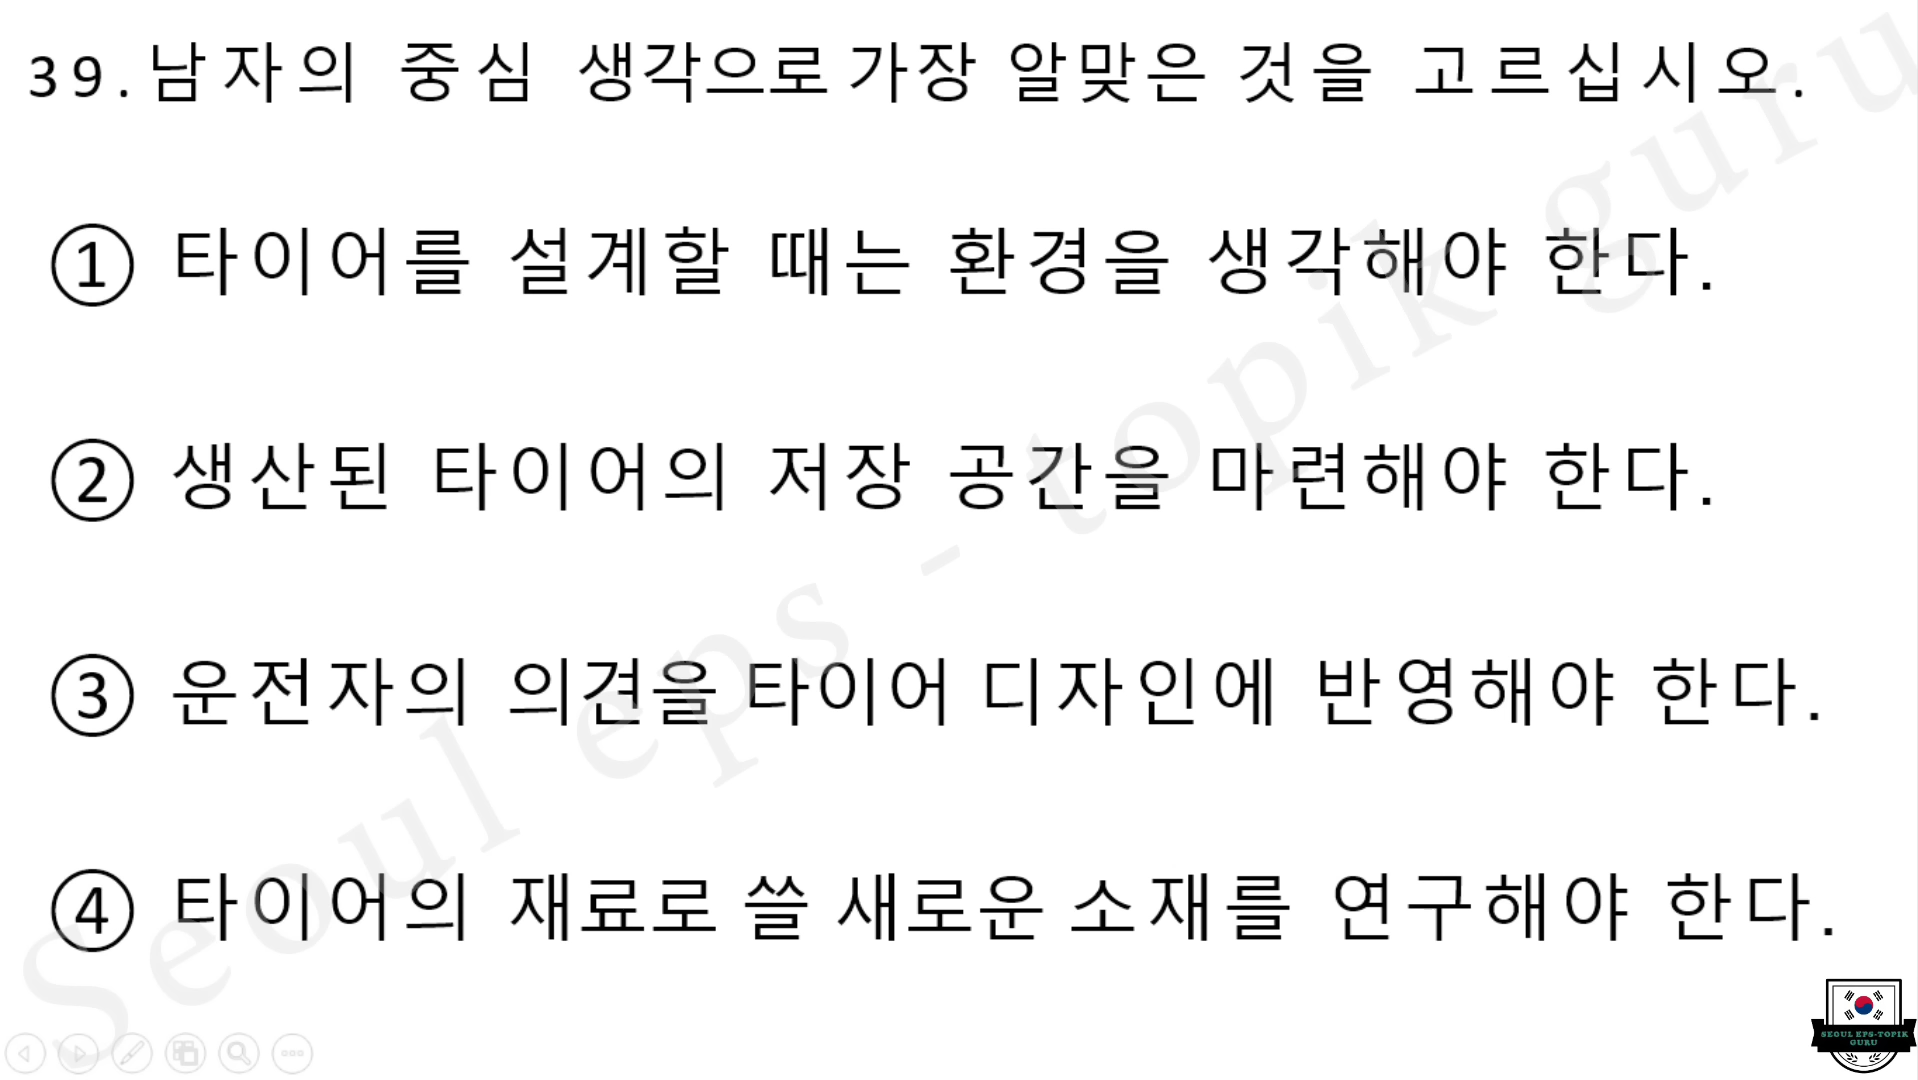 39. 남자의 중심 생각으로 가장 알맞은 것을 고르십시오.
① 타이어를 설계할 때는 환경을 생각해야 한다.
② 생산된 타이어의 저장 공간을 마련해야 한다.
③ 운전자의 의견을 타이어 디자인에 반영해야 한다.
④ 타이어의 재료로 쓸 새로운 소재를 연구해야 한다.
Seoul eps - topik guru
SEOUL EPS-TOPIK
GURU